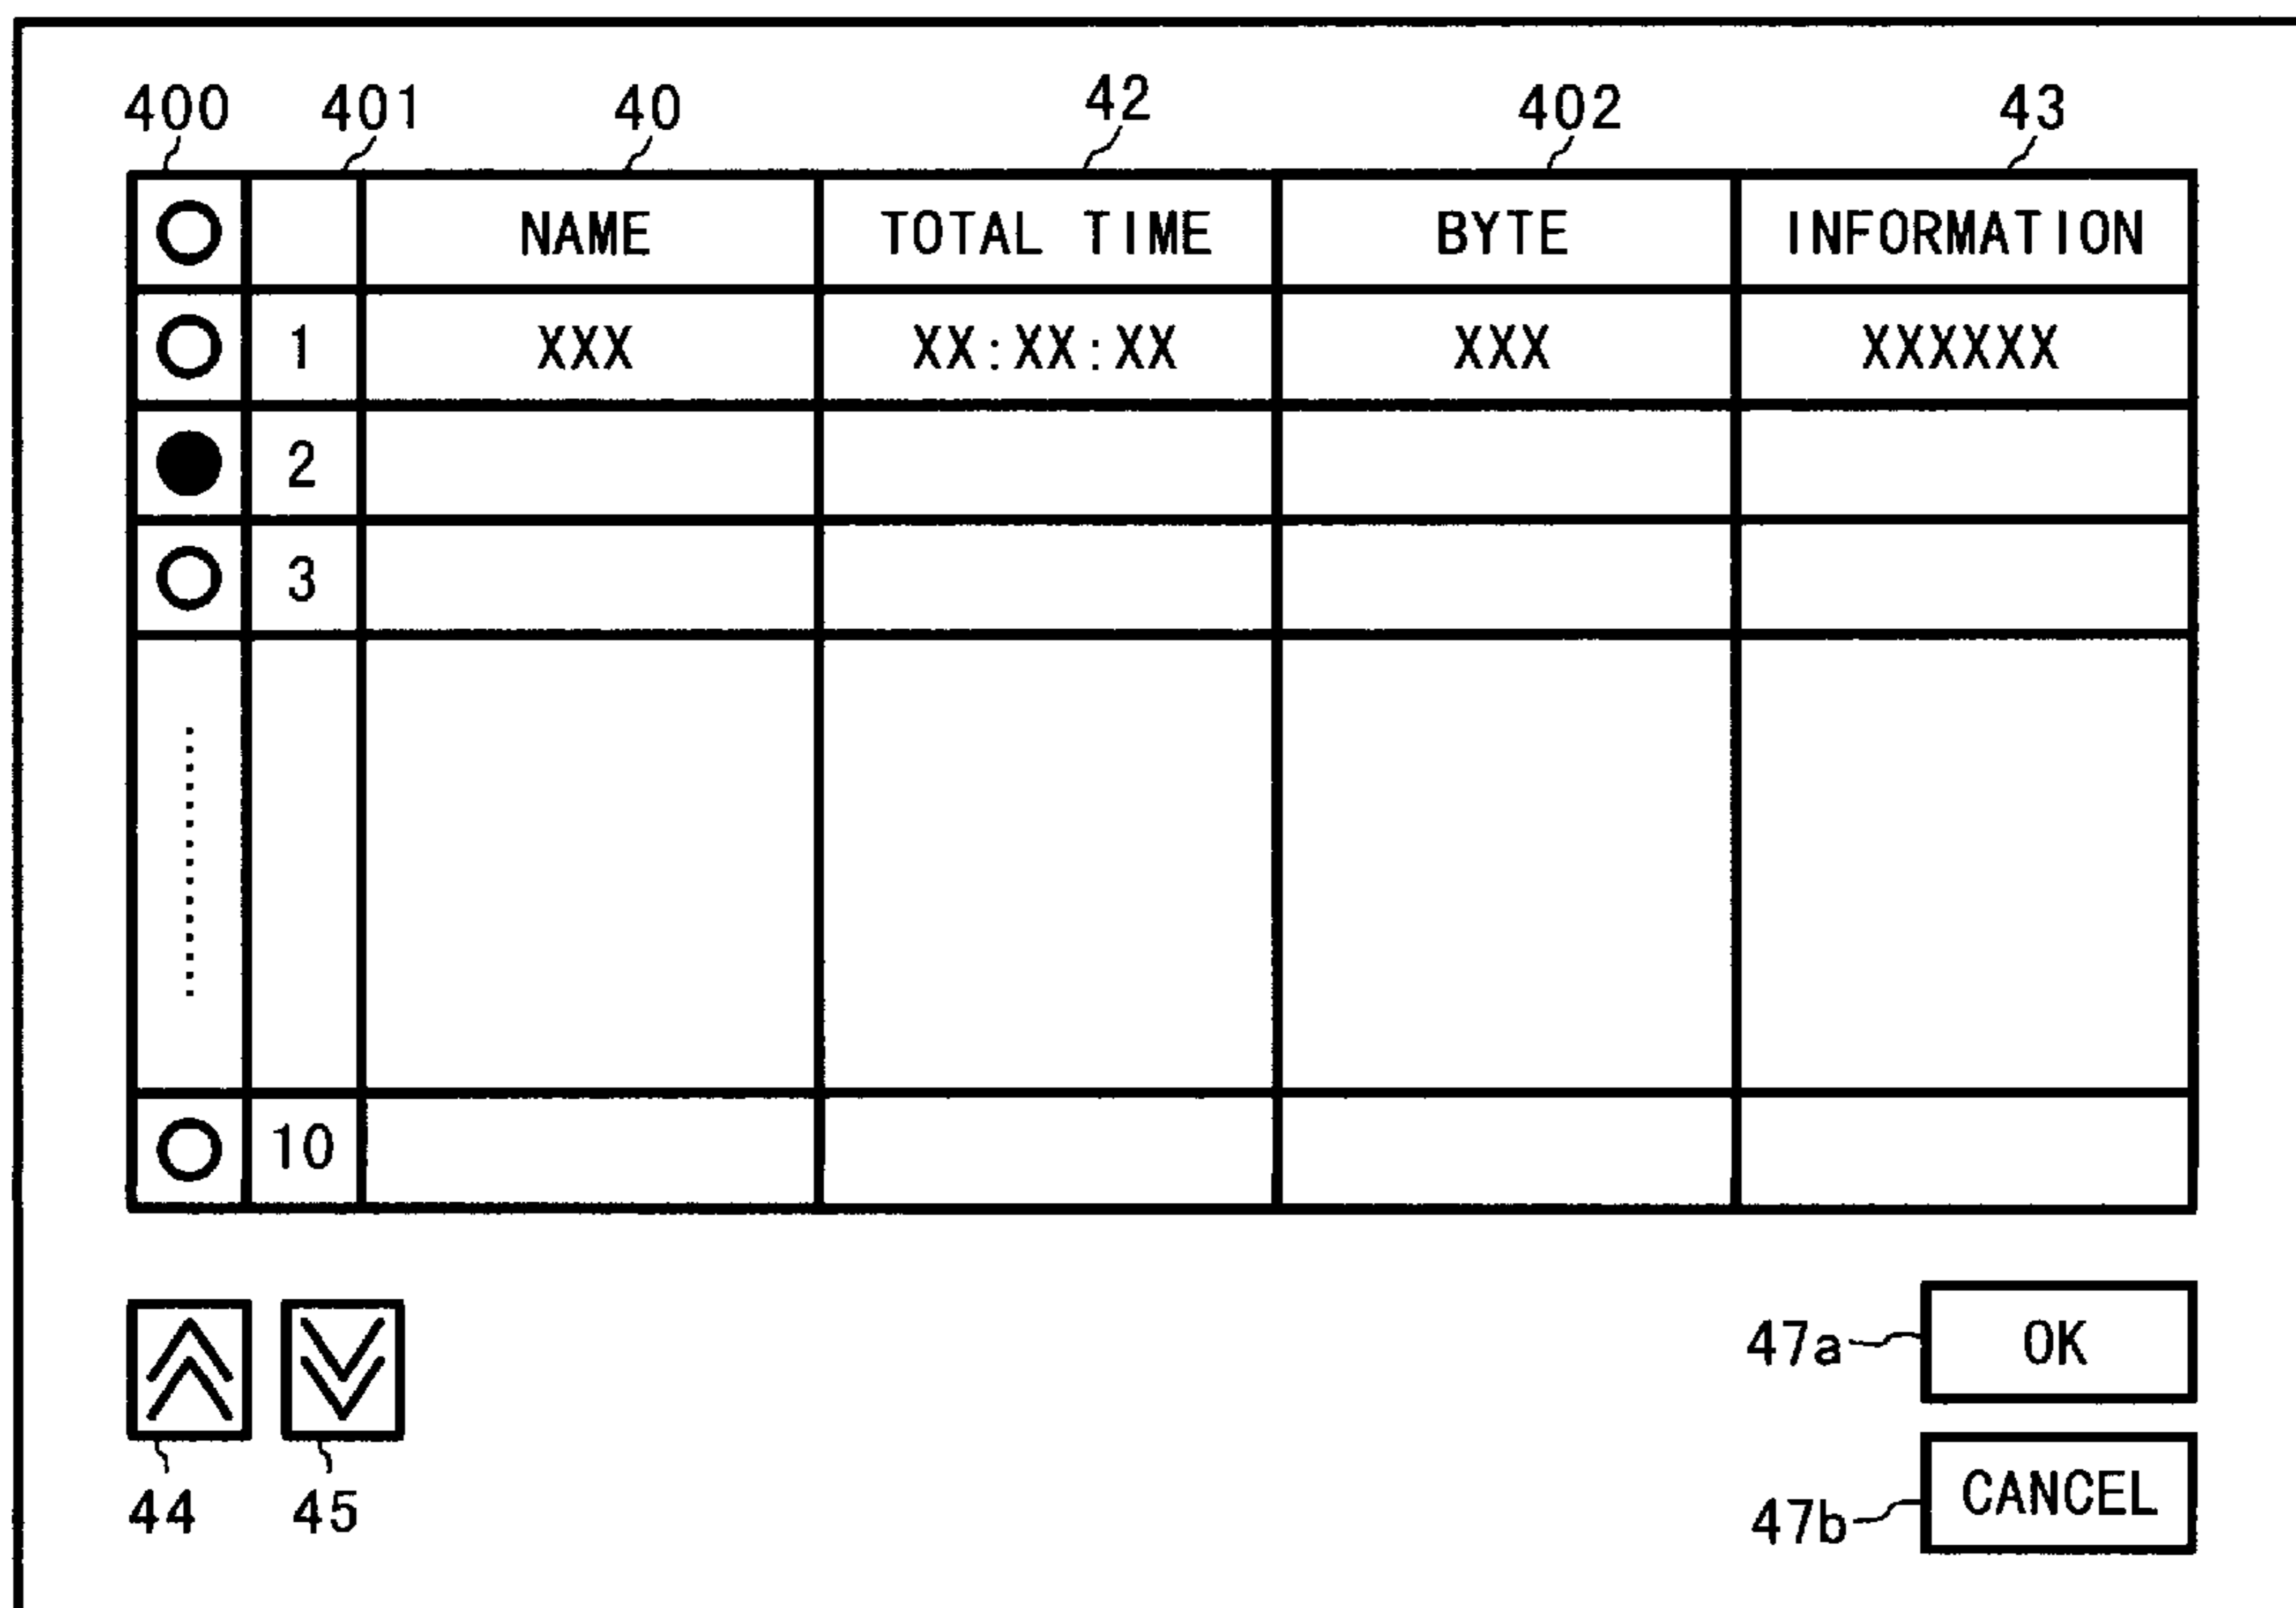 400 401 40 42 402 43
NAME TOTAL TIME BYTE INFORMATION
1 XXX XX:XX:XX XXX XXXXXX
2
3
10
47a OK
44 45
47b CANCEL